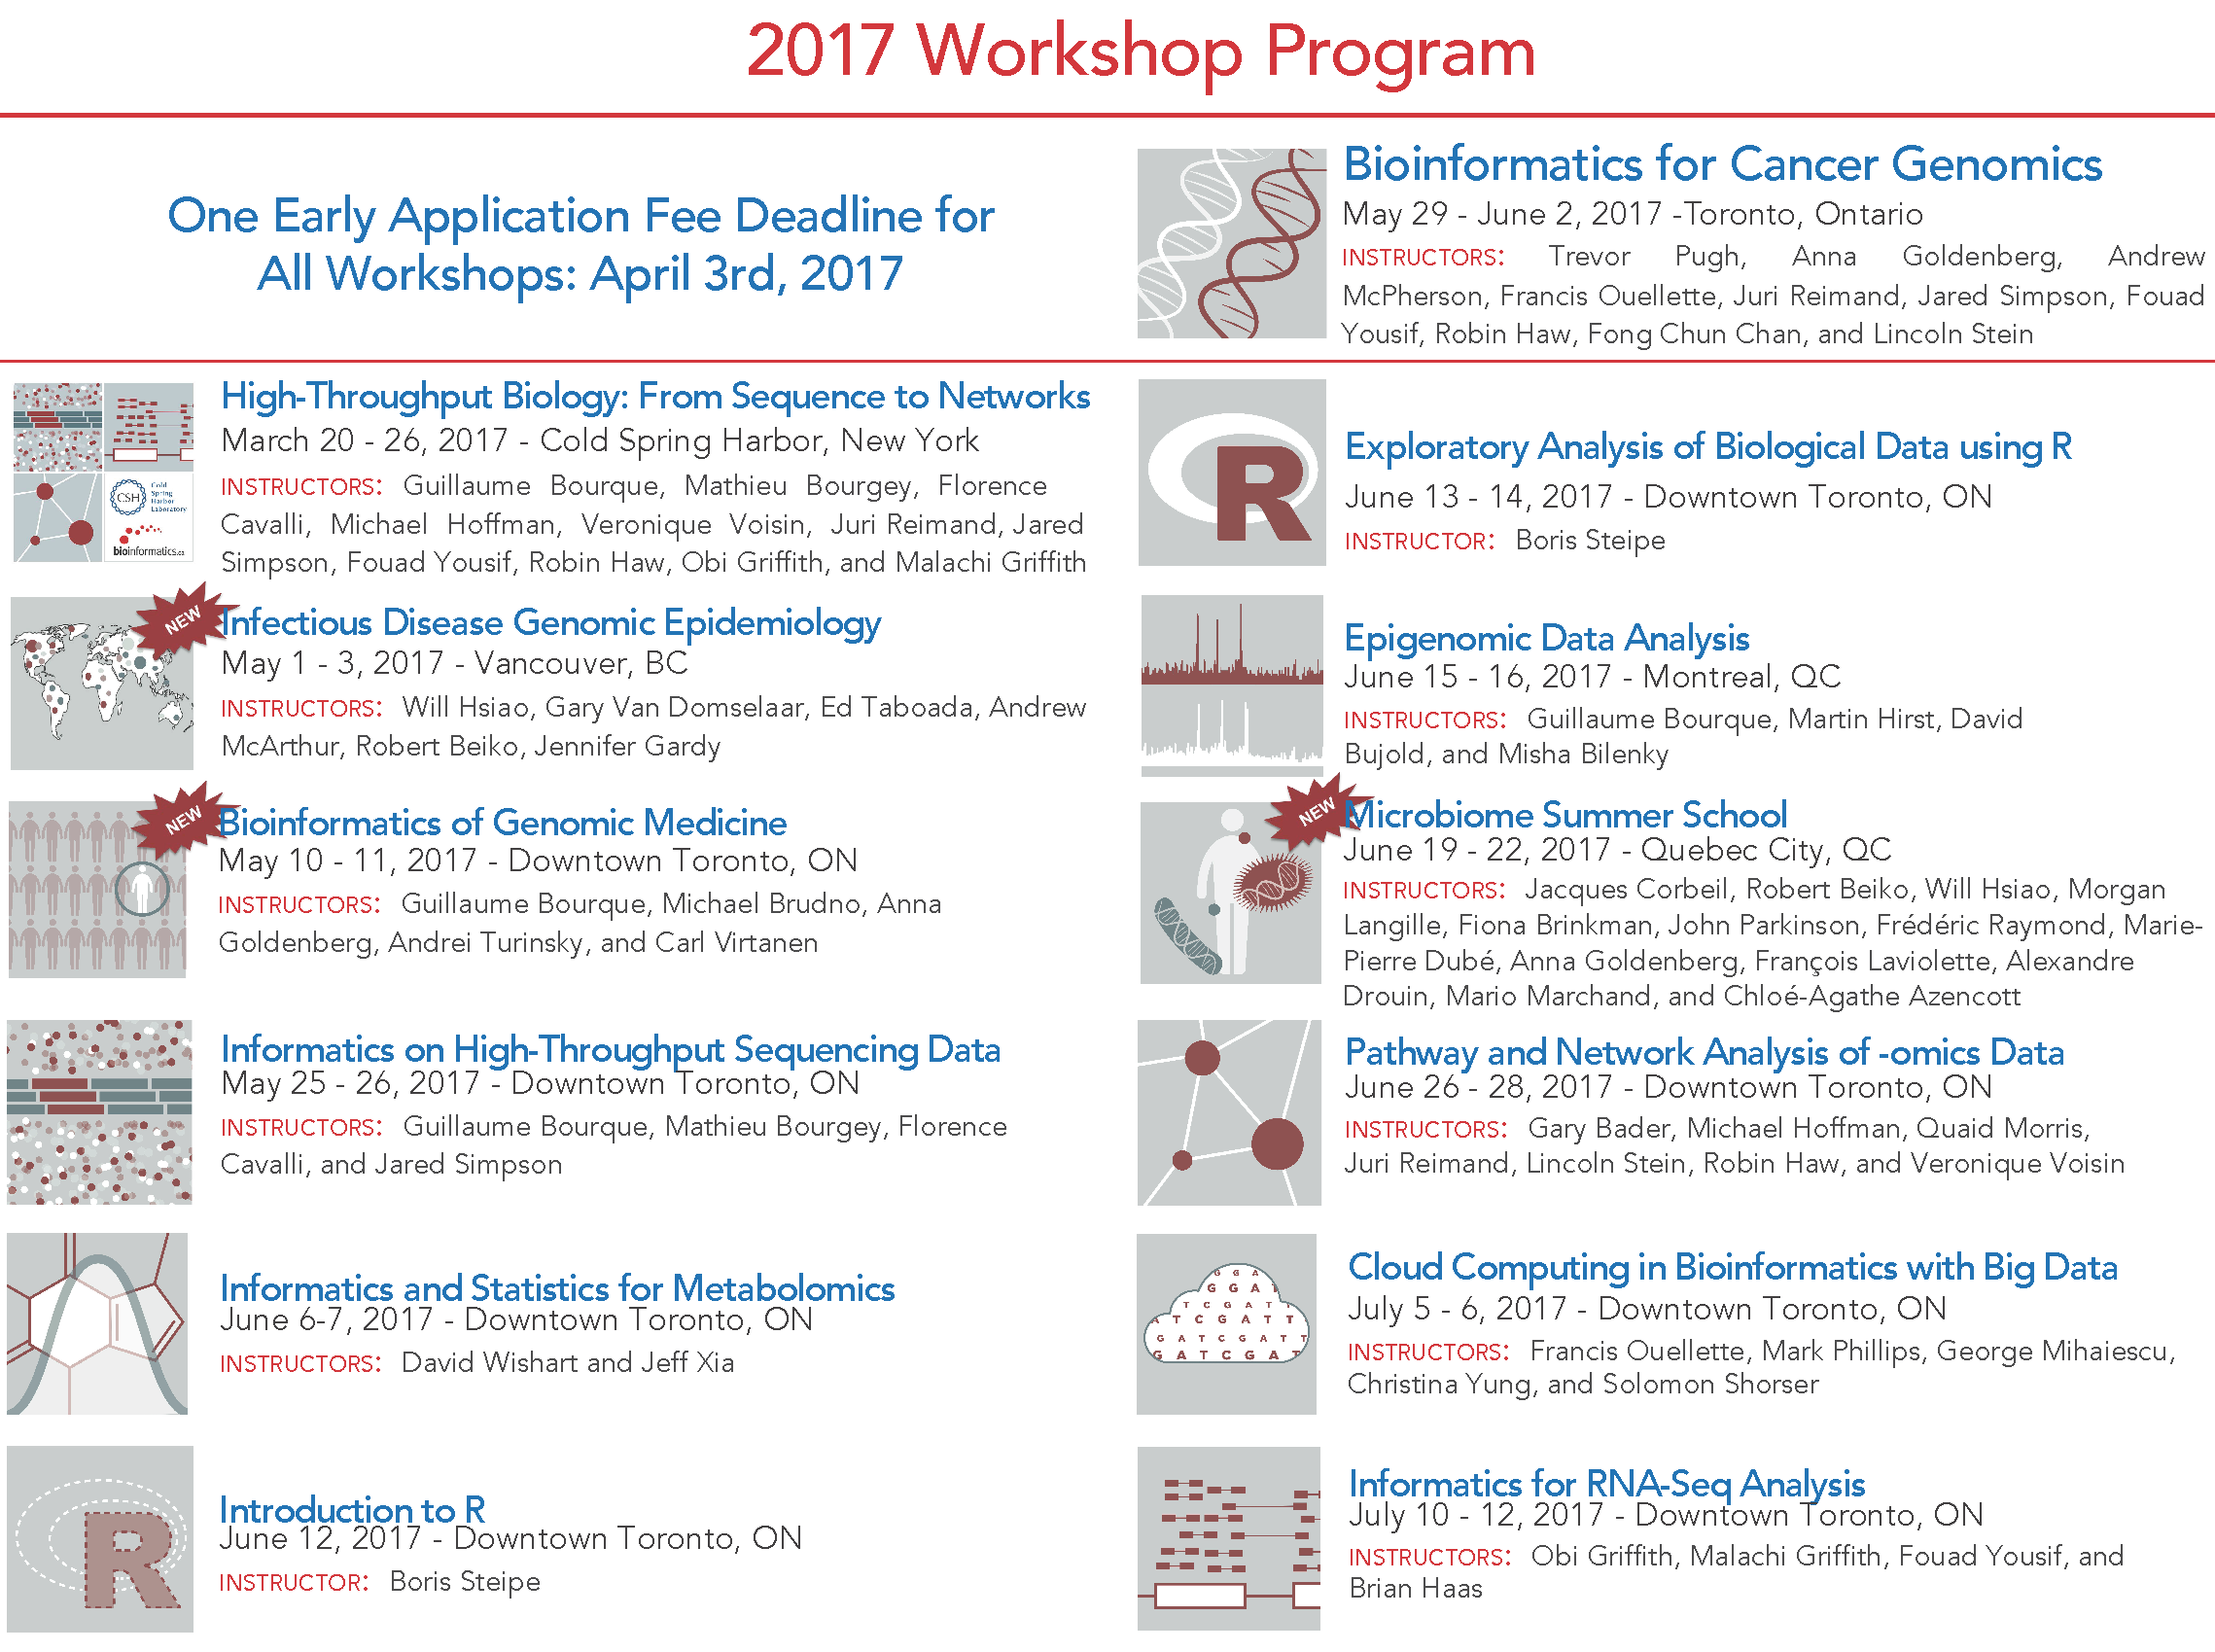 2017 Workshop Program
One Early Application Fee Deadline for
All Workshops: April 3rd, 2017
Bioinformatics for Cancer Genomics
May 29 - June 2, 2017 -Toronto, Ontario
INSTRUCTORS: Trevor Pugh, Anna Goldenberg, Andrew
McPherson, Francis Ouellette, Juri Reimand, Jared Simpson, Fouad
Yousif, Robin Haw, Fong Chun Chan, and Lincoln Stein
CSH
Cold
Spring
Harbor
Laboratory
bioinformatics.ca
High-Throughput Biology: From Sequence to Networks
March 20 - 26, 2017 - Cold Spring Harbor, New York
INSTRUCTORS: Guillaume Bourque, Mathieu Bourgey, Florence
Cavalli, Michael Hoffman, Veronique Voisin, Juri Reimand, Jared
Simpson, Fouad Yousif, Robin Haw, Obi Griffith, and Malachi Griffith
NEW
Infectious Disease Genomic Epidemiology
May 1 - 3, 2017 - Vancouver, BC
INSTRUCTORS: Will Hsiao, Gary Van Domselaar, Ed Taboada, Andrew
McArthur, Robert Beiko, Jennifer Gardy
NEW
Bioinformatics of Genomic Medicine
May 10 - 11, 2017 - Downtown Toronto, ON
INSTRUCTORS: Guillaume Bourque, Michael Brudno, Anna
Goldenberg, Andrei Turinsky, and Carl Virtanen
Informatics on High-Throughput Sequencing Data
May 25 - 26, 2017 - Downtown Toronto, ON
INSTRUCTORS: Guillaume Bourque, Mathieu Bourgey, Florence
Cavalli, and Jared Simpson
Informatics and Statistics for Metabolomics
June 6-7, 2017 - Downtown Toronto, ON
INSTRUCTORS: David Wishart and Jeff Xia
R
Introduction to R
June 12, 2017 - Downtown Toronto, ON
INSTRUCTOR: Boris Steipe
R
Exploratory Analysis of Biological Data using R
June 13 - 14, 2017 - Downtown Toronto, ON
INSTRUCTOR: Boris Steipe
Epigenomic Data Analysis
June 15 - 16, 2017 - Montreal, QC
INSTRUCTORS: Guillaume Bourque, Martin Hirst, David
Bujold, and Misha Bilenky
NEW
Microbiome Summer School
June 19 - 22, 2017 - Quebec City, QC
INSTRUCTORS: Jacques Corbeil, Robert Beiko, Will Hsiao, Morgan
Langille, Fiona Brinkman, John Parkinson, Frédéric Raymond, Marie-
Pierre Dubé, Anna Goldenberg, François Laviolette, Alexandre
Drouin, Mario Marchand, and Chloé-Agathe Azencott
Pathway and Network Analysis of -omics Data
June 26 - 28, 2017 - Downtown Toronto, ON
INSTRUCTORS: Gary Bader, Michael Hoffman, Quaid Morris,
Juri Reimand, Lincoln Stein, Robin Haw, and Veronique Voisin
G G A
G G A
T C G A T
A T C G A T T
G A T C G A T T
G A T C G A T
Cloud Computing in Bioinformatics with Big Data
July 5 - 6, 2017 - Downtown Toronto, ON
INSTRUCTORS: Francis Ouellette, Mark Phillips, George Mihaiescu,
Christina Yung, and Solomon Shorser
Informatics for RNA-Seq Analysis
July 10 - 12, 2017 - Downtown Toronto, ON
INSTRUCTORS: Obi Griffith, Malachi Griffith, Fouad Yousif, and
Brian Haas